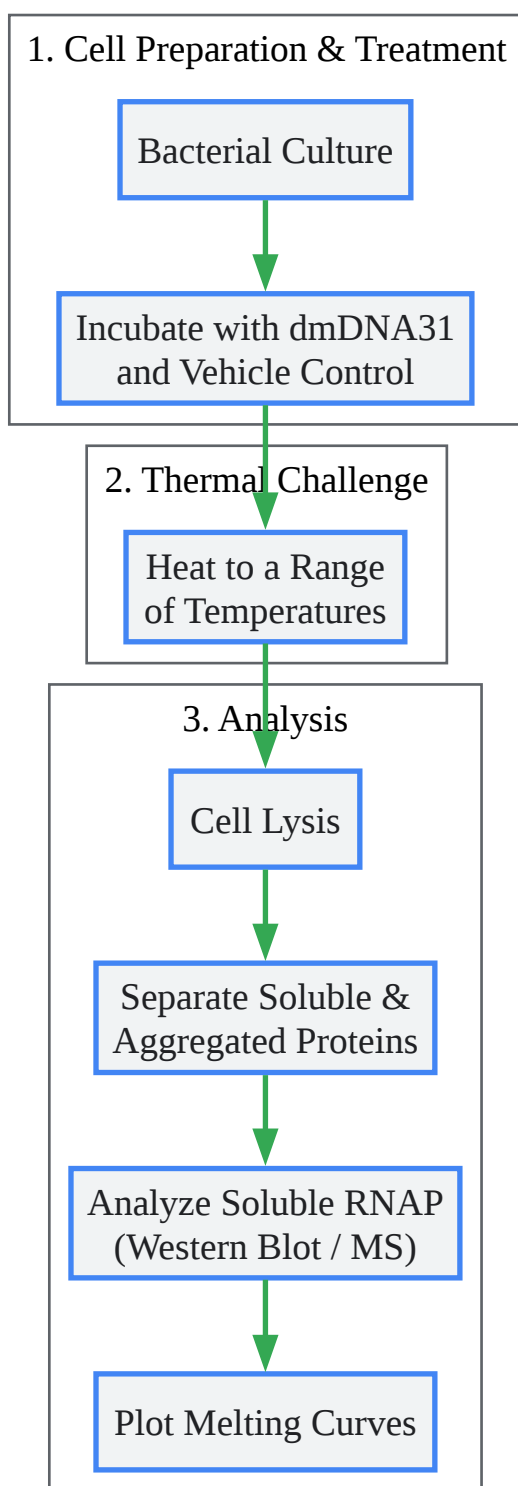 1. Cell Preparation & Treatment
Bacterial Culture
Incubate with dmDNA31
and Vehicle Control
2. Thermal Challenge
Heat to a Range
of Temperatures
3. Analysis
Cell Lysis
Separate Soluble &
Aggregated Proteins
Analyze Soluble RNAP
(Western Blot / MS)
Plot Melting Curves